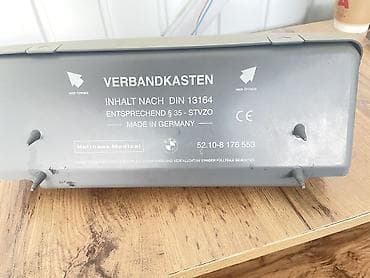 VERBANDKASTEN
INHALT NACH DIN 13164
ENTSPRECHEND § 35 - STVZO
MADE IN GERMANY
CE
Holthaus Medical
52.10-8 176 553